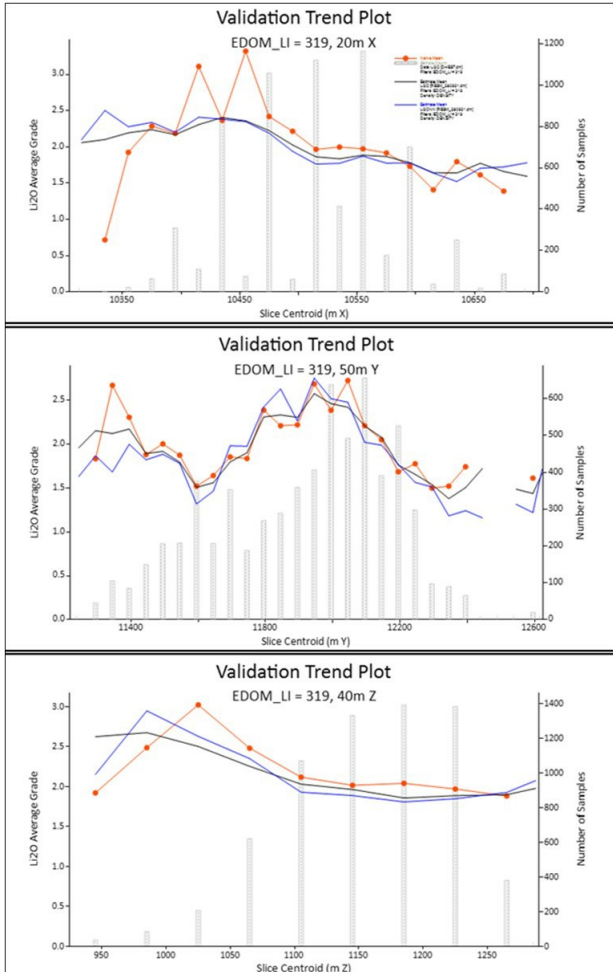 Validation Trend Plot
EDOM_LI = 319, 20m X
Naive Mean
Estimate Mean
Estimate Mean
Li2O Average Grade
Number of Samples
3.0
2.5
2.0
1.5
1.0
0.5
0.0
1200
1000
800
600
400
200
0
10350 10450 10550 10650
Slice Centroid (m X)
Validation Trend Plot
EDOM_LI = 319, 50m Y
Li2O Average Grade
Number of Samples
2.5
2.0
1.5
1.0
0.5
0.0
600
500
400
300
200
100
0
11400 11800 12200 12600
Slice Centroid (m Y)
Validation Trend Plot
EDOM_LI = 319, 40m Z
Li2O Average Grade
Number of Samples
3.0
2.5
2.0
1.5
1.0
0.5
0.0
1400
1200
1000
800
600
400
200
0
950 1000 1050 1100 1150 1200 1250
Slice Centroid (m Z)